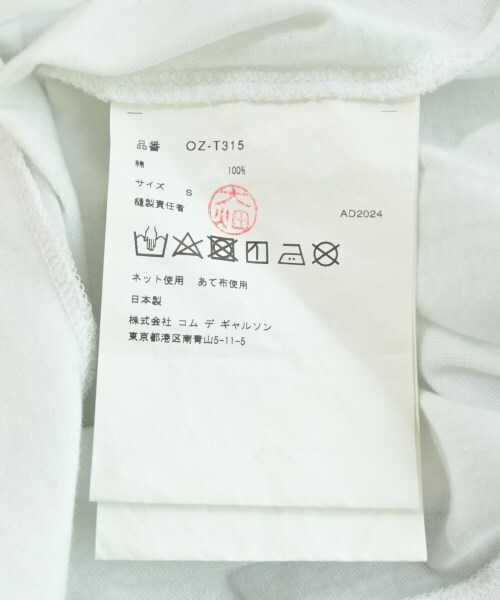 品番 OZ-T315
綿 100%
サイズ S
縫製責任者 大畑 AD2024
ネット使用 あて布使用
日本製
株式会社 コム デ ギャルソン
東京都港区南青山5-11-5